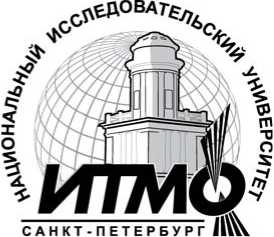 НАЦИОНАЛЬНЫЙ ИССЛЕДОВАТЕЛЬСКИЙ УНИВЕРСИТЕТ
ИТМО
САНКТ-ПЕТЕРБУРГ